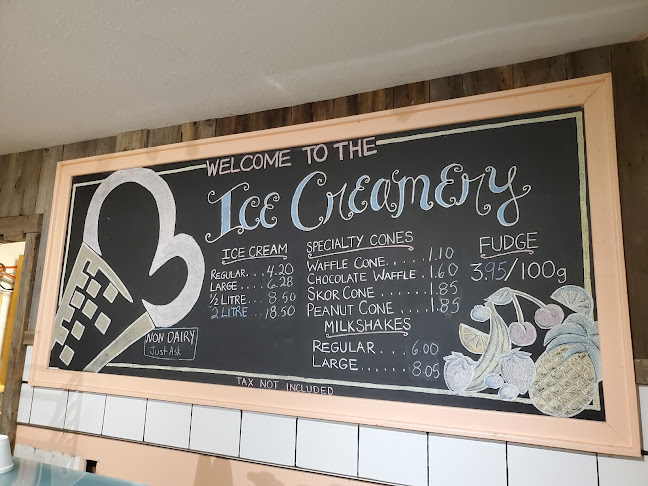 WELCOME TO THE
Ice Creamery
ICE CREAM
REGULAR... 4.20
LARGE ... 6.28
½ LITRE... 8.50
2 LITRE... 18.50
NON DAIRY
Just Ask
SPECIALTY CONES
WAFFLE CONE..... 1.10
CHOCOLATE WAFFLE. 1.60
SKOR CONE...... 1.85
PEANUT CONE.... 1.85
MILKSHAKES
REGULAR... 6.00
LARGE...... 8.05
FUDGE
3.95/100g
TAX NOT INCLUDED